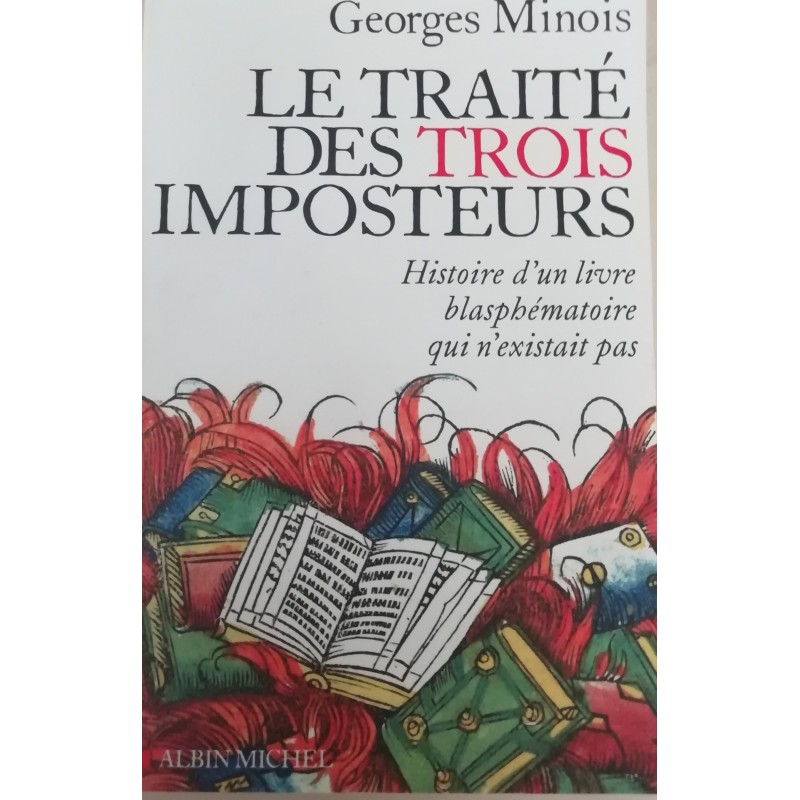 Georges Minois
LE TRAITÉ
DES TROIS
IMPOSTEURS
Histoire d'un livre
blasphématoire
qui n'existait pas
ALBIN MICHEL